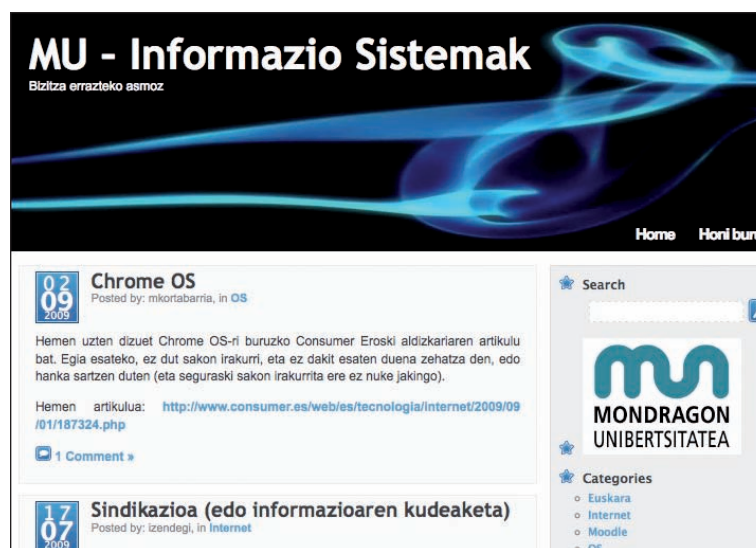 MU - Informazio Sistemak
Bizitza errazteko asmoz
Home Honi
02
09
2009
Chrome OS
Posted by: mkortabarria, in OS
Hemen uzten dizuet Chrome OS-ri buruzko Consumer Eroski aldizkariaren artikulu
bat. Egia esateko, ez dut sakon irakurri, eta ez dakit esaten duena zehatza den, edo
hanka sartzen duten (eta seguraski sakon irakurrita ere ez nuke jakingo).
Hemen artikulua: http://www.consumer.es/web/es/tecnologia/internet/2009/09
/01/187324.php
1 Comment »
17
07
2009
Sindikazioa (edo informazioaren kudeaketa)
Posted by: izendegi, in Internet
Search
MONDRAGON
UNIBERTSITATEA
Categories
Euskara
Internet
Moodle
OS